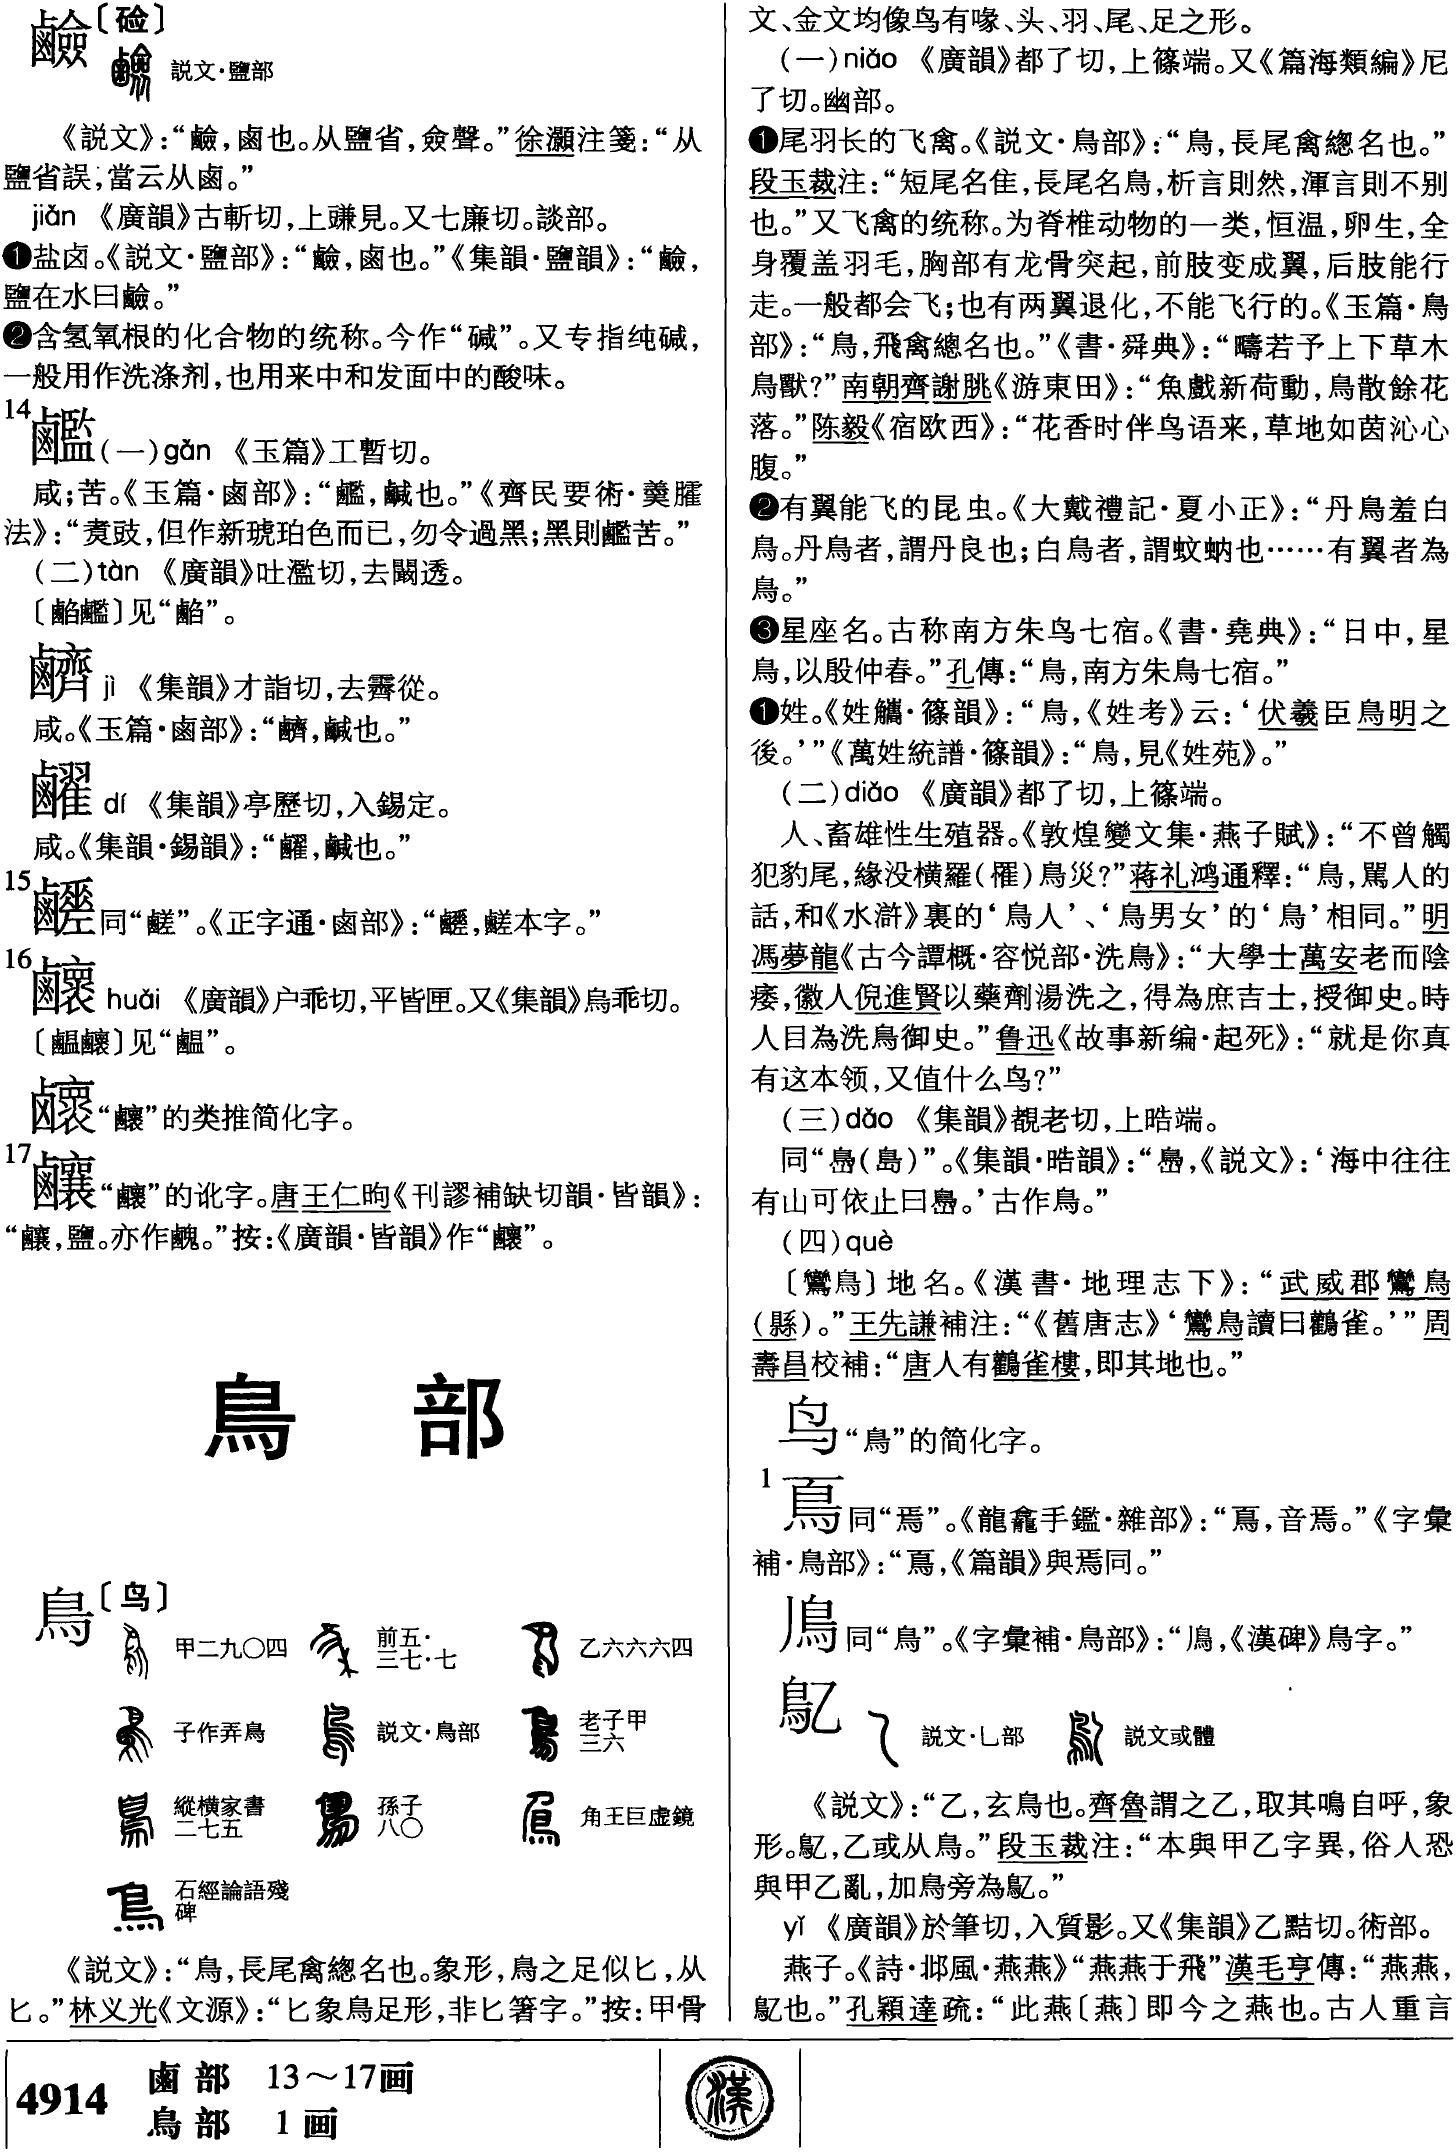 鹼〔硷〕
説文·鹽部
《説文》:“鹼,鹵也。从鹽省,僉聲。”徐灝注箋:“从
鹽省誤,當云从鹵。”
jiǎn 《廣韻》古斬切,上豏見。又七廉切。談部。
❶盐卤。《説文·鹽部》:“鹼,鹵也。”《集韻·鹽韻》:“鹼,
鹽在水曰鹼。”
❷含氢氧根的化合物的统称。今作“碱”。又专指纯碱,
一般用作洗涤剂,也用来中和发面中的酸味。
14
(一)gǎn 《玉篇》工暫切。
咸;苦。《玉篇·鹵部》:“,鹹也。”《齊民要術·羹臛
法》:“煑豉,但作新琥珀色而已,勿令過黑;黑則苦。”
(二)tàn 《廣韻》吐濫切,去闞透。
〔〕见“”。
jì 《集韻》才詣切,去霽從。
咸。《玉篇·鹵部》:“,鹹也。”
dí 《集韻》亭歷切,入錫定。
咸。《集韻·錫韻》:“,鹹也。”
15
同“鹺”。《正字通·鹵部》:“,鹺本字。”
16
huái 《廣韻》户乖切,平皆匣。又《集韻》烏乖切。
〔〕见“”。
“”的类推简化字。
17
“”的讹字。唐王仁昫《刊謬補缺切韻·皆韻》:
“,鹽。亦作。”按:《廣韻·皆韻》作“”。
鳥 部
鳥〔鸟〕
甲二九〇四 前五·三七·七 乙六六六四
子作弄鳥 説文·鳥部 老子甲三六
縱横家書二七五 孫子八〇 角王巨虚鏡
石經論語殘碑
《説文》:“鳥,長尾禽總名也。象形,鳥之足似匕,从
匕。”林义光《文源》:“匕象鳥足形,非匕箸字。”按:甲骨
文、金文均像鸟有喙、头、羽、尾、足之形。
(一)niǎo 《廣韻》都了切,上篠端。又《篇海類編》尼
了切。幽部。
❶尾羽长的飞禽。《説文·鳥部》:“鳥,長尾禽總名也。”
段玉裁注:“短尾名隹,長尾名鳥,析言則然,渾言則不别
也。”又飞禽的统称。为脊椎动物的一类,恒温,卵生,全
身覆盖羽毛,胸部有龙骨突起,前肢变成翼,后肢能行
走。一般都会飞;也有两翼退化,不能飞行的。《玉篇·鳥
部》:“鳥,飛禽總名也。”《書·舜典》:“疇若予上下草木
鳥獸?”南朝齊謝朓《游東田》:“魚戲新荷動,鳥散餘花
落。”陈毅《宿欧西》:“花香时伴鸟语来,草地如茵沁心
腹。”
❷有翼能飞的昆虫。《大戴禮記·夏小正》:“丹鳥羞白
鳥。丹鳥者,謂丹良也;白鳥者,謂蚊蚋也……有翼者為
鳥。”
❸星座名。古称南方朱鸟七宿。《書·堯典》:“日中,星
鳥,以殷仲春。”孔傳:“鳥,南方朱鳥七宿。”
❶姓。《姓觿·篠韻》:“鳥,《姓考》云:‘伏羲臣鳥明之
後。’”《萬姓統譜·篠韻》:“鳥,見《姓苑》。”
(二)diǎo 《廣韻》都了切,上篠端。
人、畜雄性生殖器。《敦煌變文集·燕子賦》:“不曾觸
犯豹尾,緣没横羅(罹)鳥災?”蒋礼鸿通釋:“鳥,駡人的
話,和《水滸》裏的‘鳥人’、‘鳥男女’的‘鳥’相同。”明
馮夢龍《古今譚概·容悦部·洗鳥》:“大學士萬安老而陰
痿,徽人倪進賢以藥劑湯洗之,得為庶吉士,授御史。時
人目為洗鳥御史。”鲁迅《故事新编·起死》:“就是你真
有这本领,又值什么鸟?”
(三)dǎo 《集韻》覩老切,上晧端。
同“㠀(島)”。《集韻·晧韻》:“㠀,《説文》:‘海中往往
有山可依止曰㠀。’古作鳥。”
(四)què
〔鸞鳥〕地名。《漢書·地理志下》:“武威郡鸞鳥
(縣)。”王先謙補注:“《舊唐志》‘鸞鳥讀曰鸛雀。’”周
壽昌校補:“唐人有鸛雀樓,即其地也。”
鸟“鳥”的简化字。
1
同“焉”。《龍龕手鑑·雜部》:“,音焉。”《字彙
補·鳥部》:“,《篇韻》與焉同。”
同“鳥”。《字彙補·鳥部》:“,《漢碑》鳥字。”
鳦
説文·乚部 説文或體
《説文》:“乙,玄鳥也。齊魯謂之乙,取其鳴自呼,象
形。鳦,乙或从鳥。”段玉裁注:“本與甲乙字異,俗人恐
與甲乙亂,加鳥旁為鳦。”
yǐ 《廣韻》於筆切,入質影。又《集韻》乙黠切。術部。
燕子。《詩·邶風·燕燕》“燕燕于飛”漢毛亨傳:“燕燕,
鳦也。”孔穎達疏:“此燕〔燕〕即今之燕也。古人重言
4914
鹵部 13～17画
鳥部 1画
漢